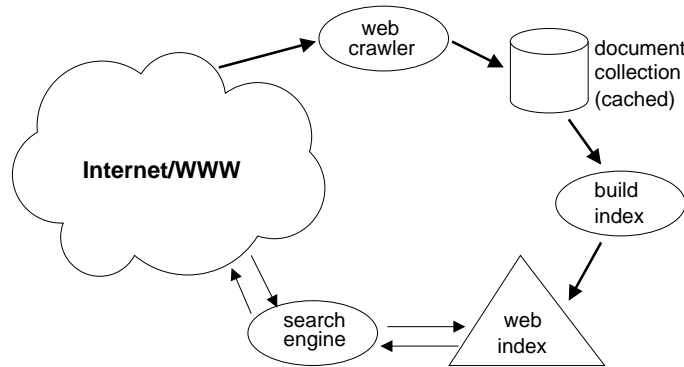 web
crawler
document
collection
(cached)
Internet/WWW
build
index
search
engine
web
index